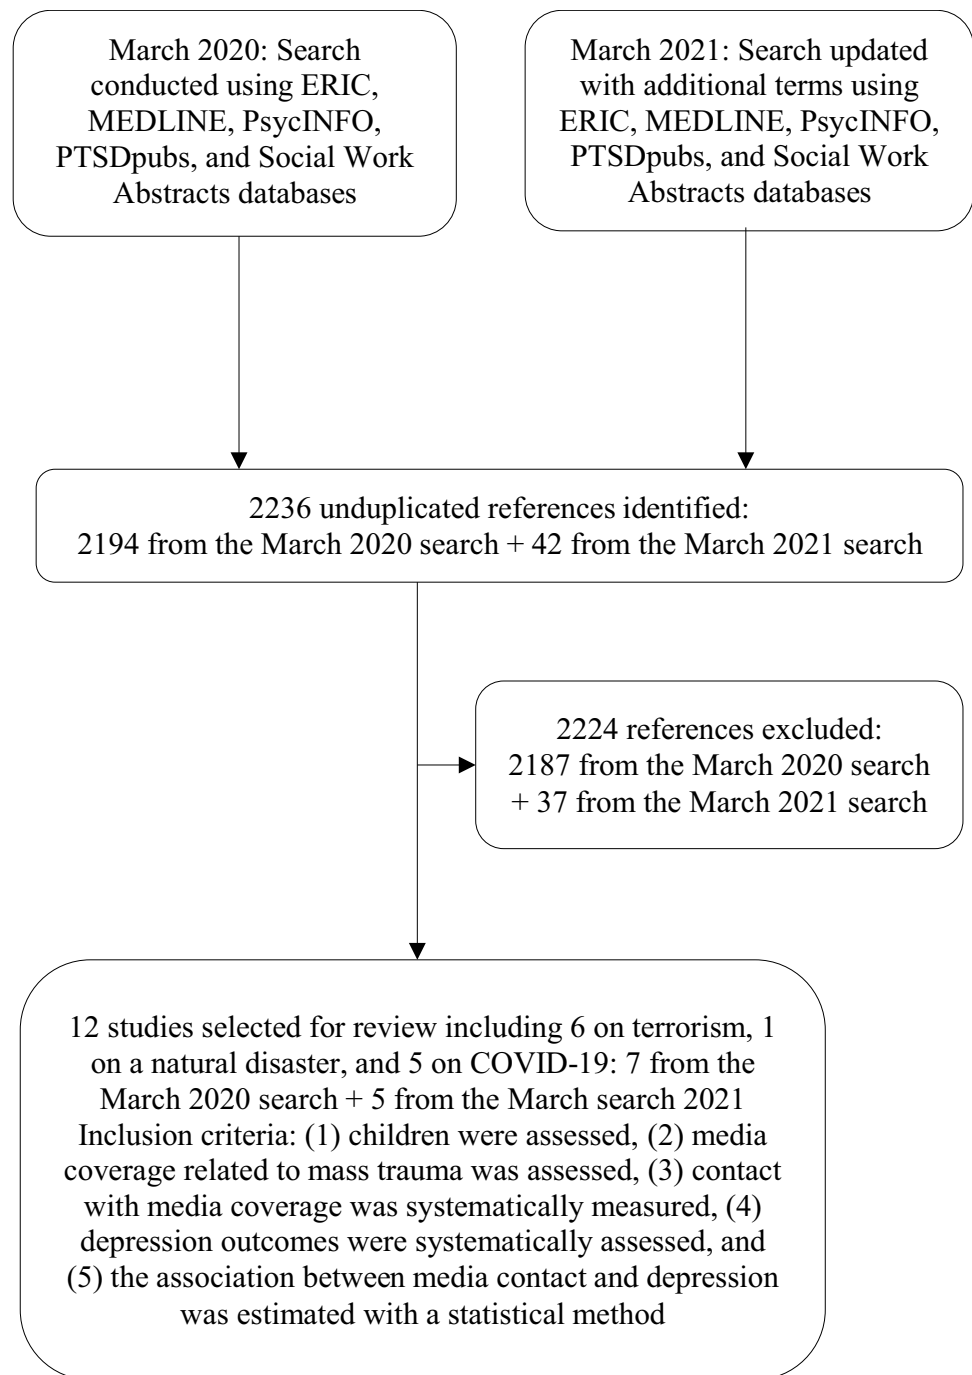 March 2020: Search
conducted using ERIC,
MEDLINE, PsycINFO,
PTSDpubs, and Social Work
Abstracts databases
March 2021: Search updated
with additional terms using
ERIC, MEDLINE, PsycINFO,
PTSDpubs, and Social Work
Abstracts databases
2236 unduplicated references identified:
2194 from the March 2020 search + 42 from the March 2021 search
2224 references excluded:
2187 from the March 2020 search
+ 37 from the March 2021 search
12 studies selected for review including 6 on terrorism, 1
on a natural disaster, and 5 on COVID-19: 7 from the
March 2020 search + 5 from the March search 2021
Inclusion criteria: (1) children were assessed, (2) media
coverage related to mass trauma was assessed, (3) contact
with media coverage was systematically measured, (4)
depression outcomes were systematically assessed, and
(5) the association between media contact and depression
was estimated with a statistical method